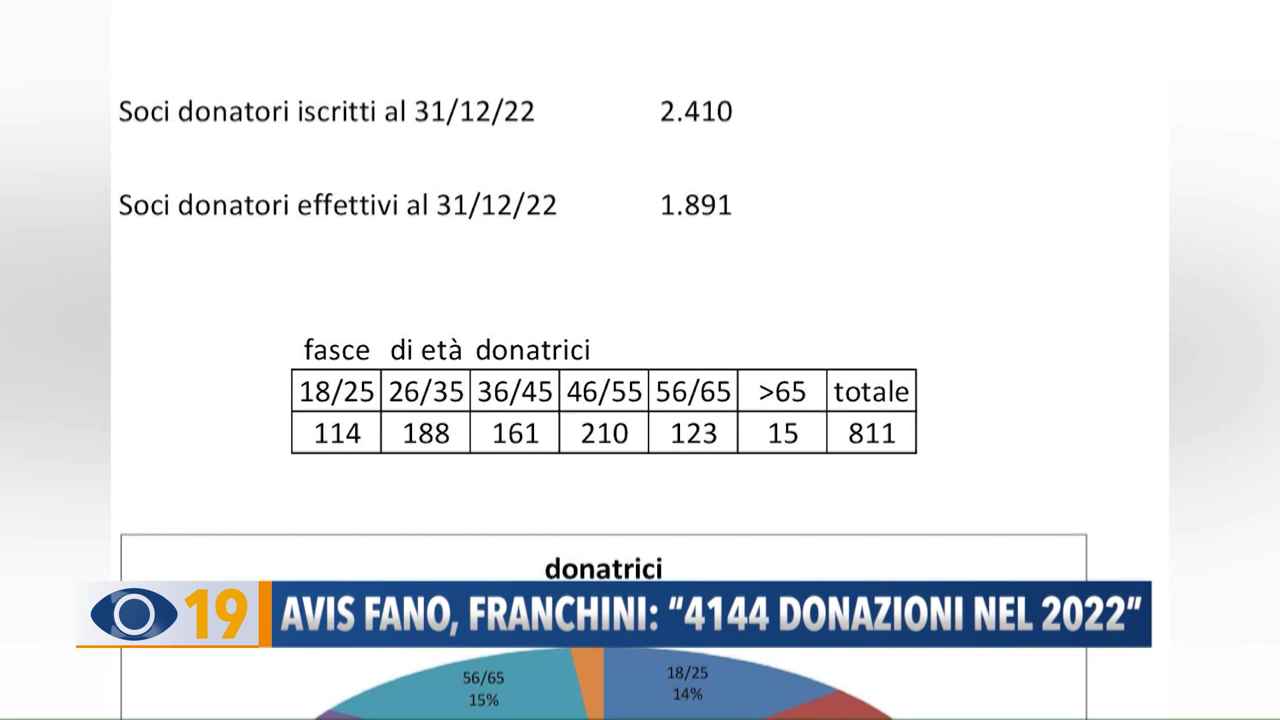 Soci donatori iscritti al 31/12/22 2.410
Soci donatori effettivi al 31/12/22 1.891
fasce di età donatrici
18/25 26/35 36/45 46/55 56/65 >65 totale
114 188 161 210 123 15 811
donatrici
19 AVIS FANO, FRANCHINI: “4144 DONAZIONI NEL 2022”
56/65
15%
18/25
14%